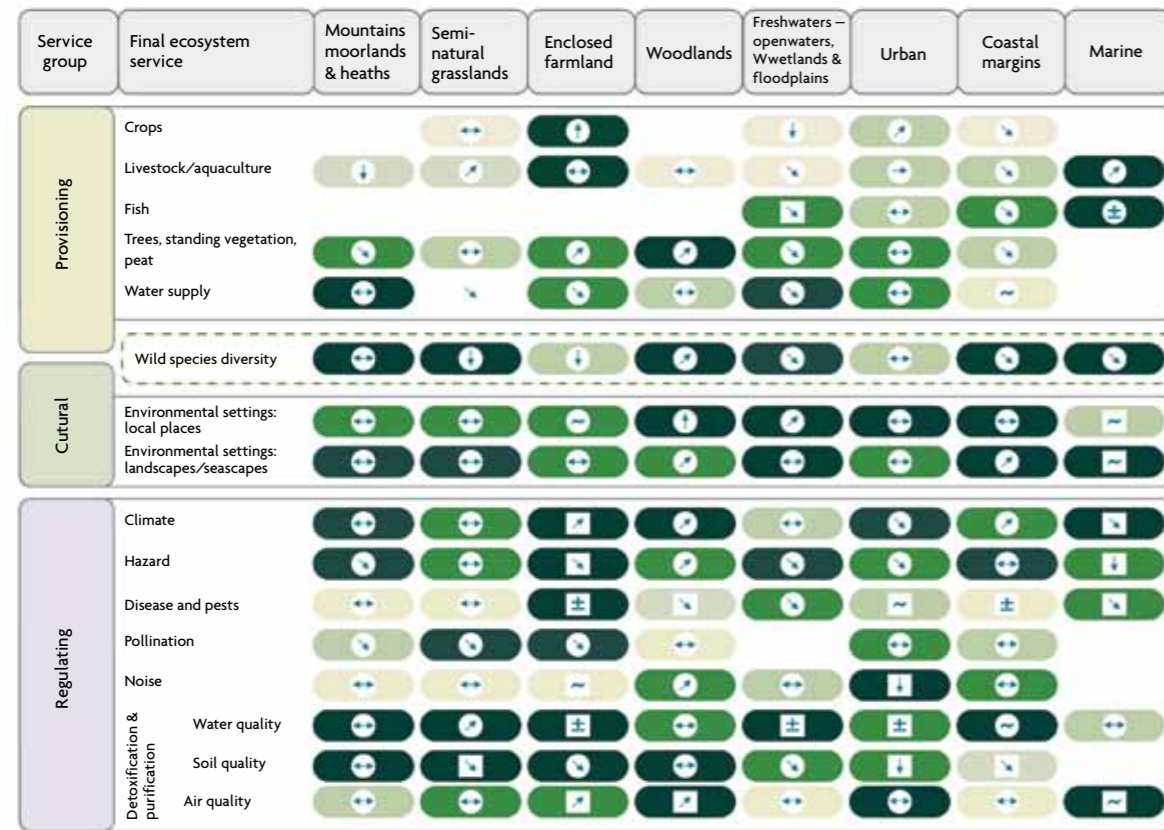 Service
group
Final ecosystem
service
Mountains
moorlands
& heaths
Semi-
natural
grasslands
Enclosed
farmland
Woodlands
Freshwaters –
openwaters,
Wwetlands &
floodplains
Urban
Coastal
margins
Marine
Provisioning
Crops
Livestock/aquaculture
Fish
Trees, standing vegetation,
peat
Water supply
Wild species diversity
Cutural
Environmental settings:
local places
Environmental settings:
landscapes/seascapes
Regulating
Climate
Hazard
Disease and pests
Pollination
Noise
Detoxification &
purification
Water quality
Soil quality
Air quality